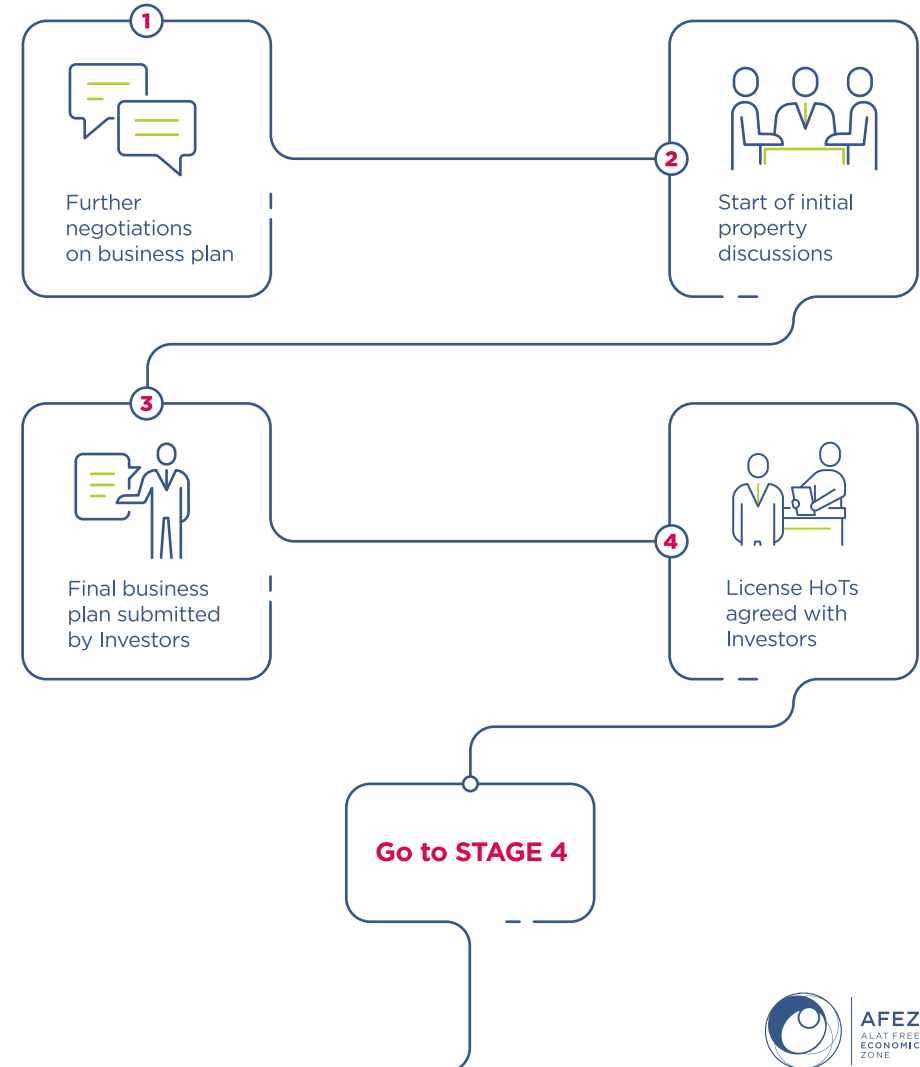 1
Further
negotiations
on business plan
2
Start of initial
property
discussions
3
Final business
plan submitted
by Investors
4
License HoTs
agreed with
Investors
Go to STAGE 4
AFEZ
ALAT FREE
ECONOMIC
ZONE